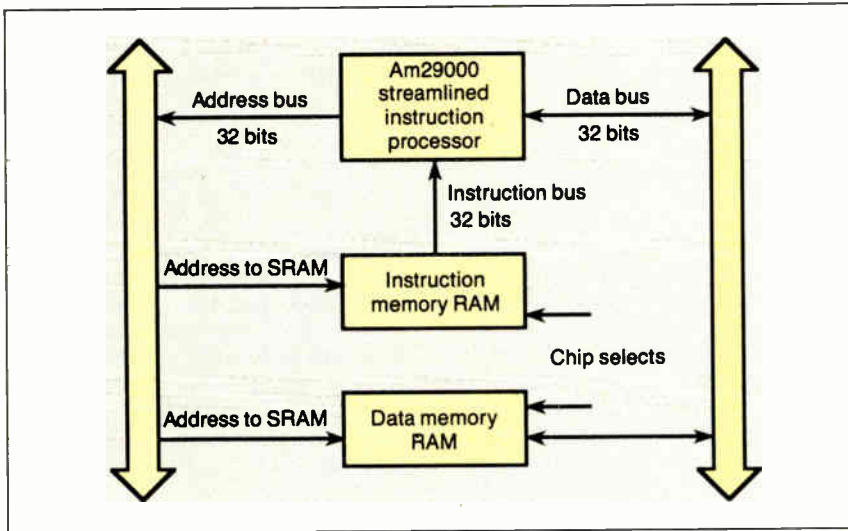 Am29000
streamlined
instruction
processor
Address bus
32 bits
Data bus
32 bits
Instruction bus
32 bits
Address to SRAM
Instruction
memory RAM
Chip selects
Address to SRAM
Data memory
RAM